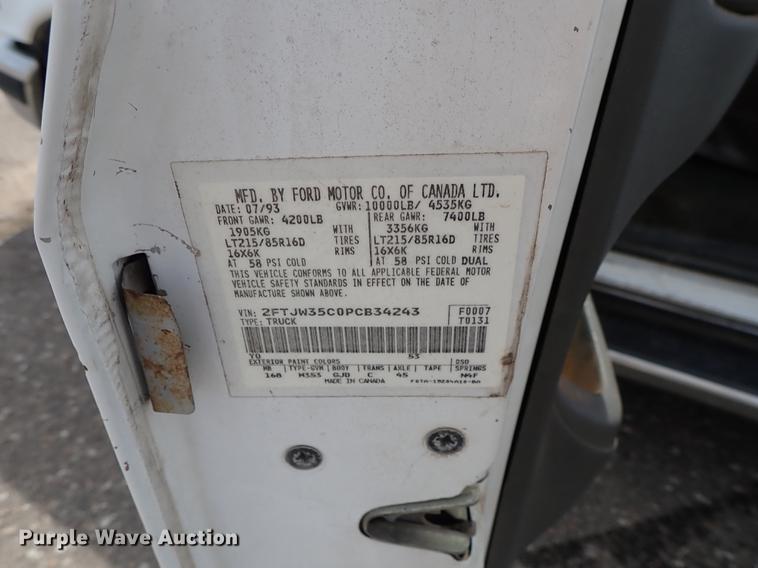 MFD. BY FORD MOTOR CO. OF CANADA LTD.
DATE: 07/93 GVWR: 10000LB/ 4535KG
FRONT GAWR: 4200LB REAR GAWR: 7400LB
1905KG WITH 3356KG WITH
LT215/85R16D TIRES LT215/85R16D TIRES
16X6K RIMS 16X6K RIMS
AT 58 PSI COLD AT 58 PSI COLD DUAL
THIS VEHICLE CONFORMS TO ALL APPLICABLE FEDERAL MOTOR
VEHICLE SAFETY STANDARDS IN EFFECT ON THE DATE OF
MANUFACTURE SHOWN ABOVE.
VIN: 2FTJW35C0PCB34243 F0007
TYPE: TRUCK T0131
YO 53
EXTERIOR PAINT COLORS DSO
WB TYPE-GVW BODY TRANS AXLE TAPE SPRINGS
168 W353 GJD C 45 N4F
MADE IN CANADA
Purple Wave Auction